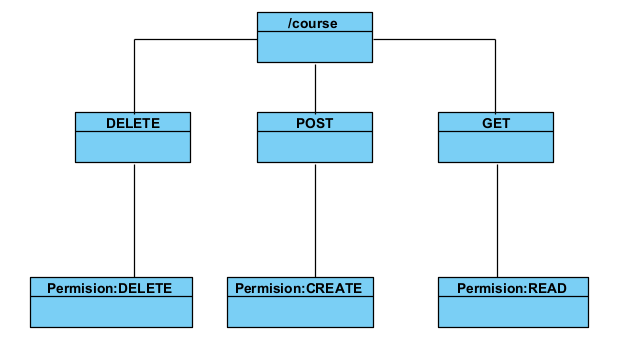 /course
DELETE
POST
GET
Permision:DELETE
Permision:CREATE
Permision:READ